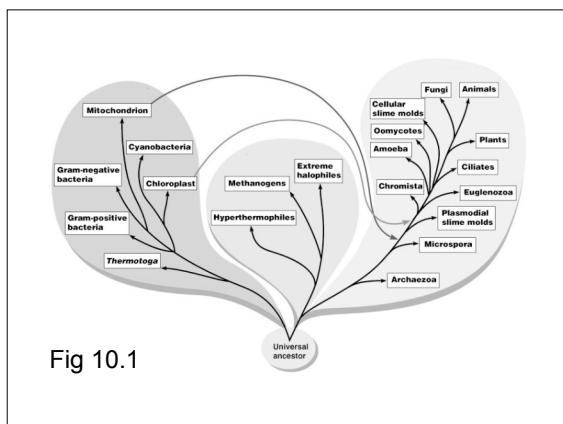 Mitochondrion
Cyanobacteria
Gram-negative
bacteria
Chloroplast
Gram-positive
bacteria
Thermotoga
Extreme
halophiles
Methanogens
Hyperthermophiles
Fungi
Animals
Cellular
slime molds
Oomycotes
Amoeba
Plants
Ciliates
Chromista
Euglenozoa
Plasmodial
slime molds
Microspora
Archaezoa
Universal
ancestor
Fig 10.1